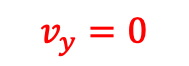 v_y = 0